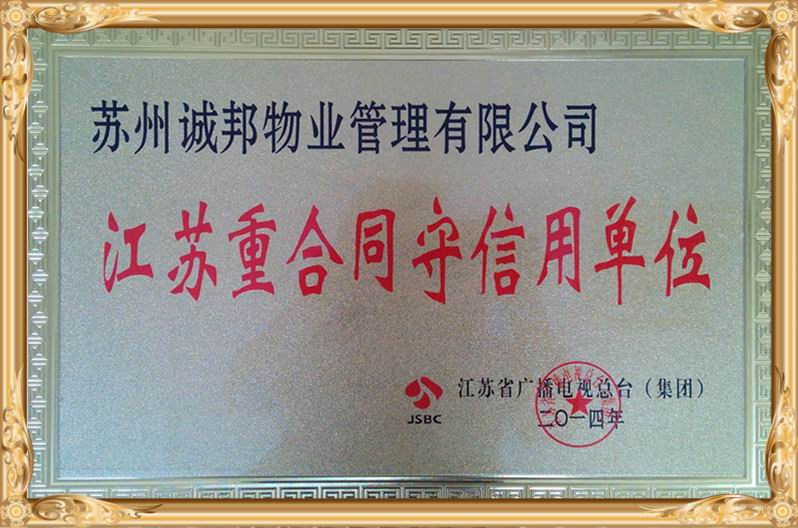 苏州诚邦物业管理有限公司
江苏重合同守信用单位
JSBC
江苏省广播电视总台（集团）
二〇一四年